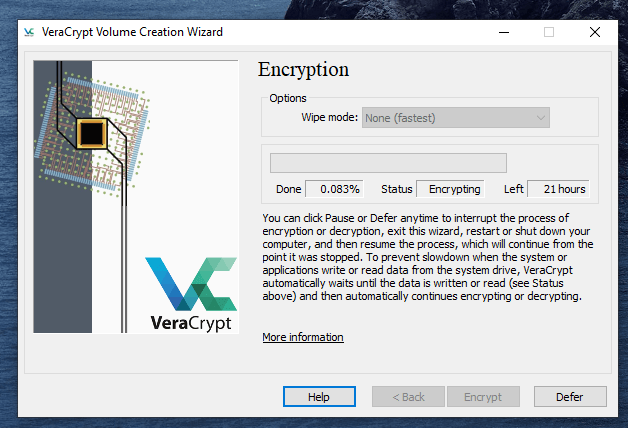 VeraCrypt Volume Creation Wizard
Encryption
Options
Wipe mode: None (fastest)
Done 0.083% Status Encrypting Left 21 hours
You can click Pause or Defer anytime to interrupt the process of
encryption or decryption, exit this wizard, restart or shut down your
computer, and then resume the process, which will continue from the
point it was stopped. To prevent slowdown when the system or
applications write or read data from the system drive, VeraCrypt
automatically waits until the data is written or read (see Status
above) and then automatically continues encrypting or decrypting.
VeraCrypt
More information
Help < Back Encrypt Defer